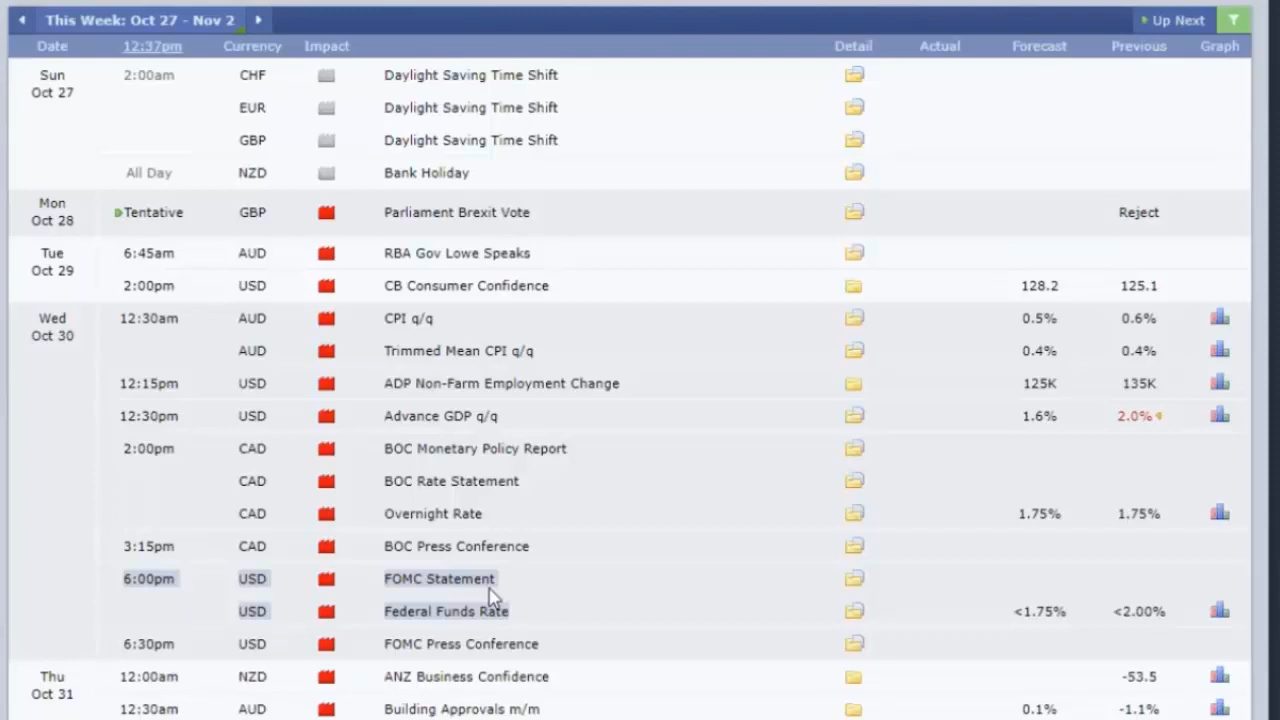 This Week: Oct 27 - Nov 2 Up Next
Date 12:37pm Currency Impact Detail Actual Forecast Previous Graph
Sun Oct 27 2:00am CHF Daylight Saving Time Shift
EUR Daylight Saving Time Shift
GBP Daylight Saving Time Shift
All Day NZD Bank Holiday
Mon Oct 28 Tentative GBP Parliament Brexit Vote Reject
Tue Oct 29 6:45am AUD RBA Gov Lowe Speaks
2:00pm USD CB Consumer Confidence 128.2 125.1
Wed Oct 30 12:30am AUD CPI q/q 0.5% 0.6%
AUD Trimmed Mean CPI q/q 0.4% 0.4%
12:15pm USD ADP Non-Farm Employment Change 125K 135K
12:30pm USD Advance GDP q/q 1.6% 2.0%
2:00pm CAD BOC Monetary Policy Report
CAD BOC Rate Statement
CAD Overnight Rate 1.75% 1.75%
3:15pm CAD BOC Press Conference
6:00pm USD FOMC Statement
USD Federal Funds Rate <1.75% <2.00%
6:30pm USD FOMC Press Conference
Thu Oct 31 12:00am NZD ANZ Business Confidence -53.5
12:30am AUD Building Approvals m/m 0.1% -1.1%